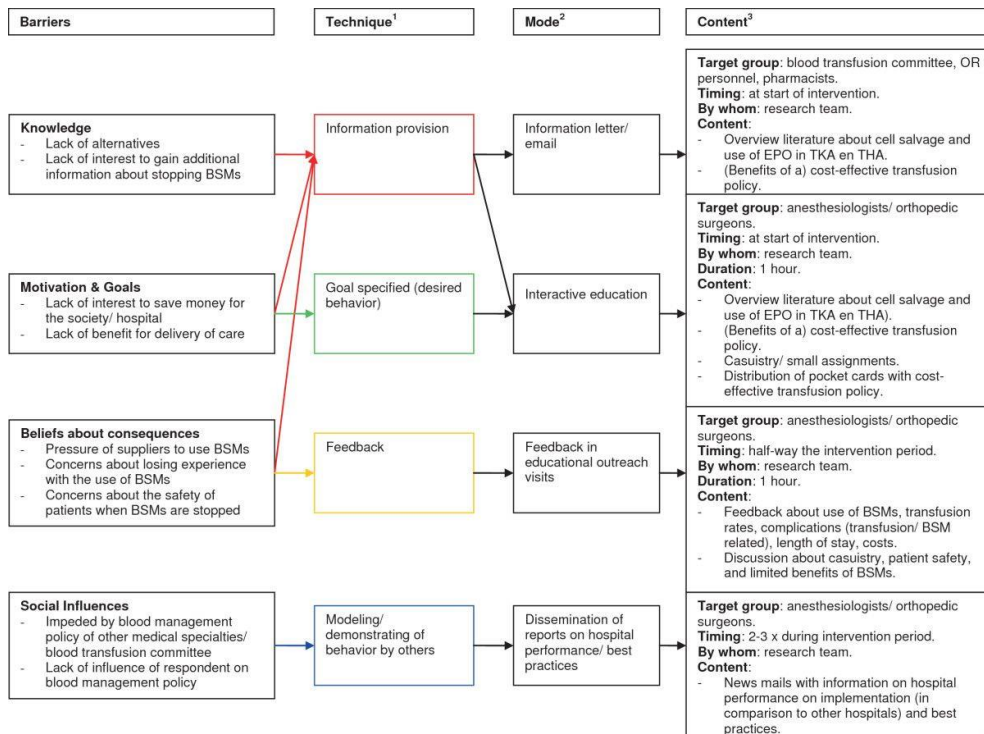 Barriers
Technique1
Mode2
Content3
Knowledge
- Lack of alternatives
- Lack of interest to gain additional
information about stopping BSMs
Information provision
Information letter/
email
Target group: blood transfusion committee, OR
personnel, pharmacists.
Timing: at start of intervention.
By whom: research team.
Content:
- Overview literature about cell salvage and
use of EPO in TKA en THA.
- (Benefits of a) cost-effective transfusion
policy.
Motivation & Goals
- Lack of interest to save money for
the society/ hospital
- Lack of benefit for delivery of care
Goal specified (desired
behavior)
Interactive education
Target group: anesthesiologists/ orthopedic
surgeons.
Timing: at start of intervention.
By whom: research team.
Duration: 1 hour.
Content:
- Overview literature about cell salvage and
use of EPO in TKA en THA).
- (Benefits of a) cost-effective transfusion
policy.
- Casuistry/ small assignments.
- Distribution of pocket cards with cost-
effective transfusion policy.
Beliefs about consequences
- Pressure of suppliers to use BSMs
- Concerns about losing experience
with the use of BSMs
- Concerns about the safety of
patients when BSMs are stopped
Feedback
Feedback in
educational outreach
visits
Target group: anesthesiologists/ orthopedic
surgeons.
Timing: half-way the intervention period.
By whom: research team.
Duration: 1 hour.
Content:
- Feedback about use of BSMs, transfusion
rates, complications (transfusion/ BSM
related), length of stay, costs.
- Discussion about casuistry, patient safety,
and limited benefits of BSMs.
Social Influences
- Impeded by blood management
policy of other medical specialties/
blood transfusion committee
- Lack of influence of respondent on
blood management policy
Modeling/
demonstrating of
behavior by others
Dissemination of
reports on hospital
performance/ best
practices
Target group: anesthesiologists/ orthopedic
surgeons.
Timing: 2-3 x during intervention period.
By whom: research team.
Content:
- News mails with information on hospital
performance on implementation (in
comparison to other hospitals) and best
practices.